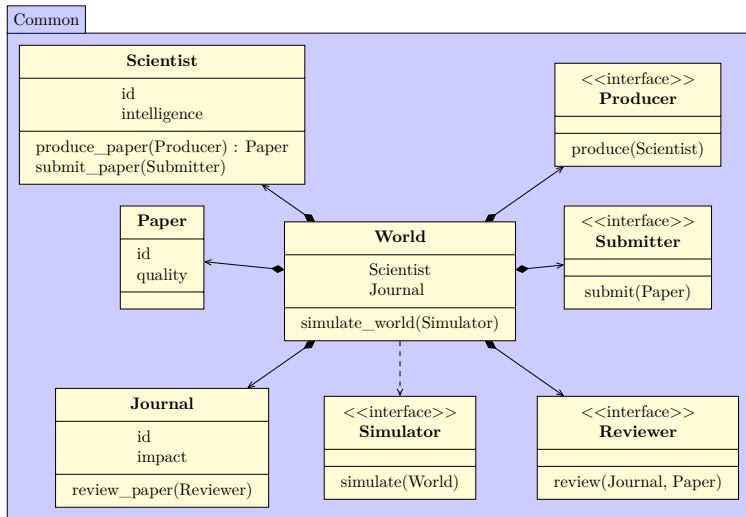 Common
Scientist
id
intelligence
produce_paper(Producer) : Paper
submit_paper(Submitter)
<<interface>>
Producer
produce(Scientist)
Paper
id
quality
World
Scientist
Journal
simulate_world(Simulator)
<<interface>>
Submitter
submit(Paper)
Journal
id
impact
review_paper(Reviewer)
<<interface>>
Simulator
simulate(World)
<<interface>>
Reviewer
review(Journal, Paper)